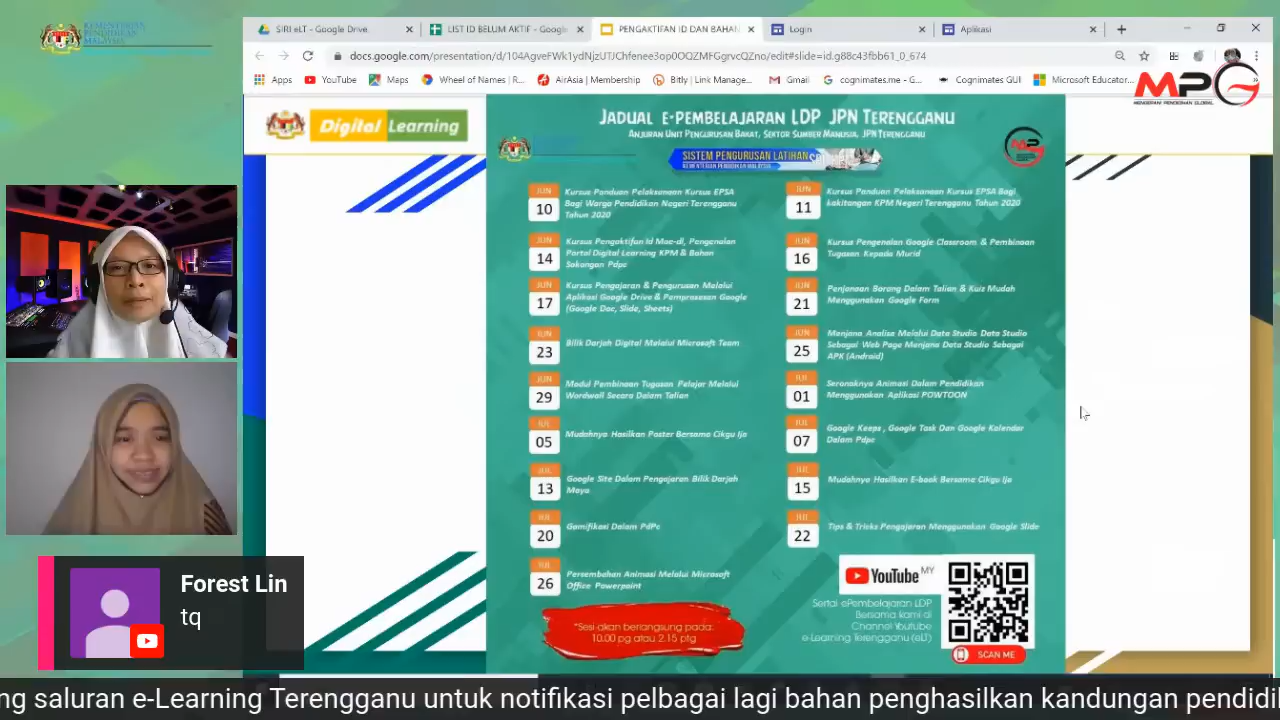 KEMENTERIAN
PENDIDIKAN
MALAYSIA
SIRI eLT - Google Drive
LIST ID BELUM AKTIF - Google
PENGAKTIFAN ID DAN BAHAN
Login
Aplikasi
docs.google.com/presentation/d/104AgveFWk1ydNjzUTJChfenee3op0OQZMFGgrvcQZno/edit#slide=id.g88c43fbb61_0_674
Apps
YouTube
Maps
Wheel of Names | R...
AirAsia | Membership
Bitly | Link Manage...
Gmail
cognimates.me - G...
Cognimates GUI
Microsoft Educator...
MPG
Digital Learning
Jadual e-Pembelajaran LDP JPN Terengganu
Anjuran Unit Pengurusan Bakat, Sektor Sumber Manusia, JPN Terengganu
SISTEM PENGURUSAN LATIHAN
KEMENTERIAN PENDIDIKAN MALAYSIA
JUN
10
Kursus Panduan Pelaksanaan Kursus EPSA
Bagi Warga Pendidikan Negeri Terengganu
Tahun 2020
JUN
11
Kursus Panduan Pelaksanaan Kursus EPSA Bagi
kakitangan KPM Negeri Terengganu Tahun 2020
JUN
14
Kursus Pengaktifan Id Moe-dl, Pengenalan
Portal Digital Learning KPM & Bahan
Sokongan Pdpc
JUN
16
Kursus Pengenalan Google Classroom & Pembinaan
Tugasan Kepada Murid
JUN
17
Kursus Pengajaran & Pengurusan Melalui
Aplikasi Google Drive & Pemprosesan Google
(Google Doc, Slide, Sheets)
JUN
21
Penjanaan Borang Dalam Talian & Kuiz Mudah
Menggunakan Google Form
JUN
23
Bilik Darjah Digital Melalui Microsoft Team
JUN
25
Menjana Analisa Melalui Data Studio Data Studio
Sebagai Web Page Menjana Data Studio Sebagai
APK (Android)
JUN
29
Modul Pembinaan Tugasan Pelajar Melalui
Wordwall Secara Dalam Talian
JUL
01
Seronoknya Animasi Dalam Pendidikan
Menggunakan Aplikasi POWTOON
JUL
05
Mudahnya Hasilkan Poster Bersama Cikgu Ija
JUL
07
Google Keeps , Google Task Dan Google Kalendar
Dalam Pdpc
JUL
13
Google Site Dalam Pengajaran Bilik Darjah
Maya
JUL
15
Mudahnya Hasilkan E-book Bersama Cikgu Ija
JUL
20
Gamifikasi Dalam PdPc
JUL
22
Tips & Tricks Pengajaran Menggunakan Google Slide
JUL
26
Persembahan Animasi Melalui Microsoft
Office Powerpoint
*Sesi akan berlangsung pada:
10.00 pg atau 2.15 ptg
YouTube MY
Sertai ePembelajaran LDP
Bersama kami di
Channel Youtube
e-Learning Terengganu (eLT)
SCAN ME
Forest Lin
tq
ng saluran e-Learning Terengganu untuk notifikasi pelbagai lagi bahan penghasilkan kandungan pendidi